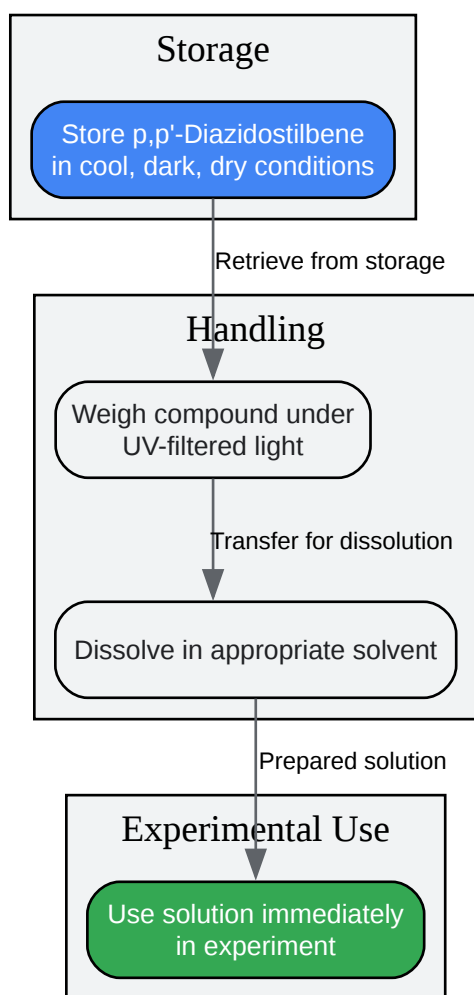 Storage
Store p,p'-Diazidostilbene
in cool, dark, dry conditions
Retrieve from storage
Handling
Weigh compound under
UV-filtered light
Transfer for dissolution
Dissolve in appropriate solvent
Prepared solution
Experimental Use
Use solution immediately
in experiment